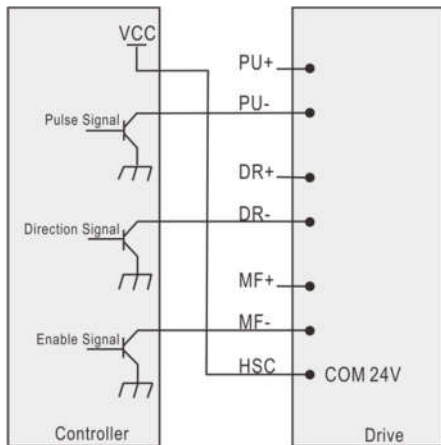 VCC
PU+
PU-
Pulse Signal
DR+
DR-
Direction Signal
MF+
MF-
Enable Signal
HSC
COM 24V
Controller
Drive